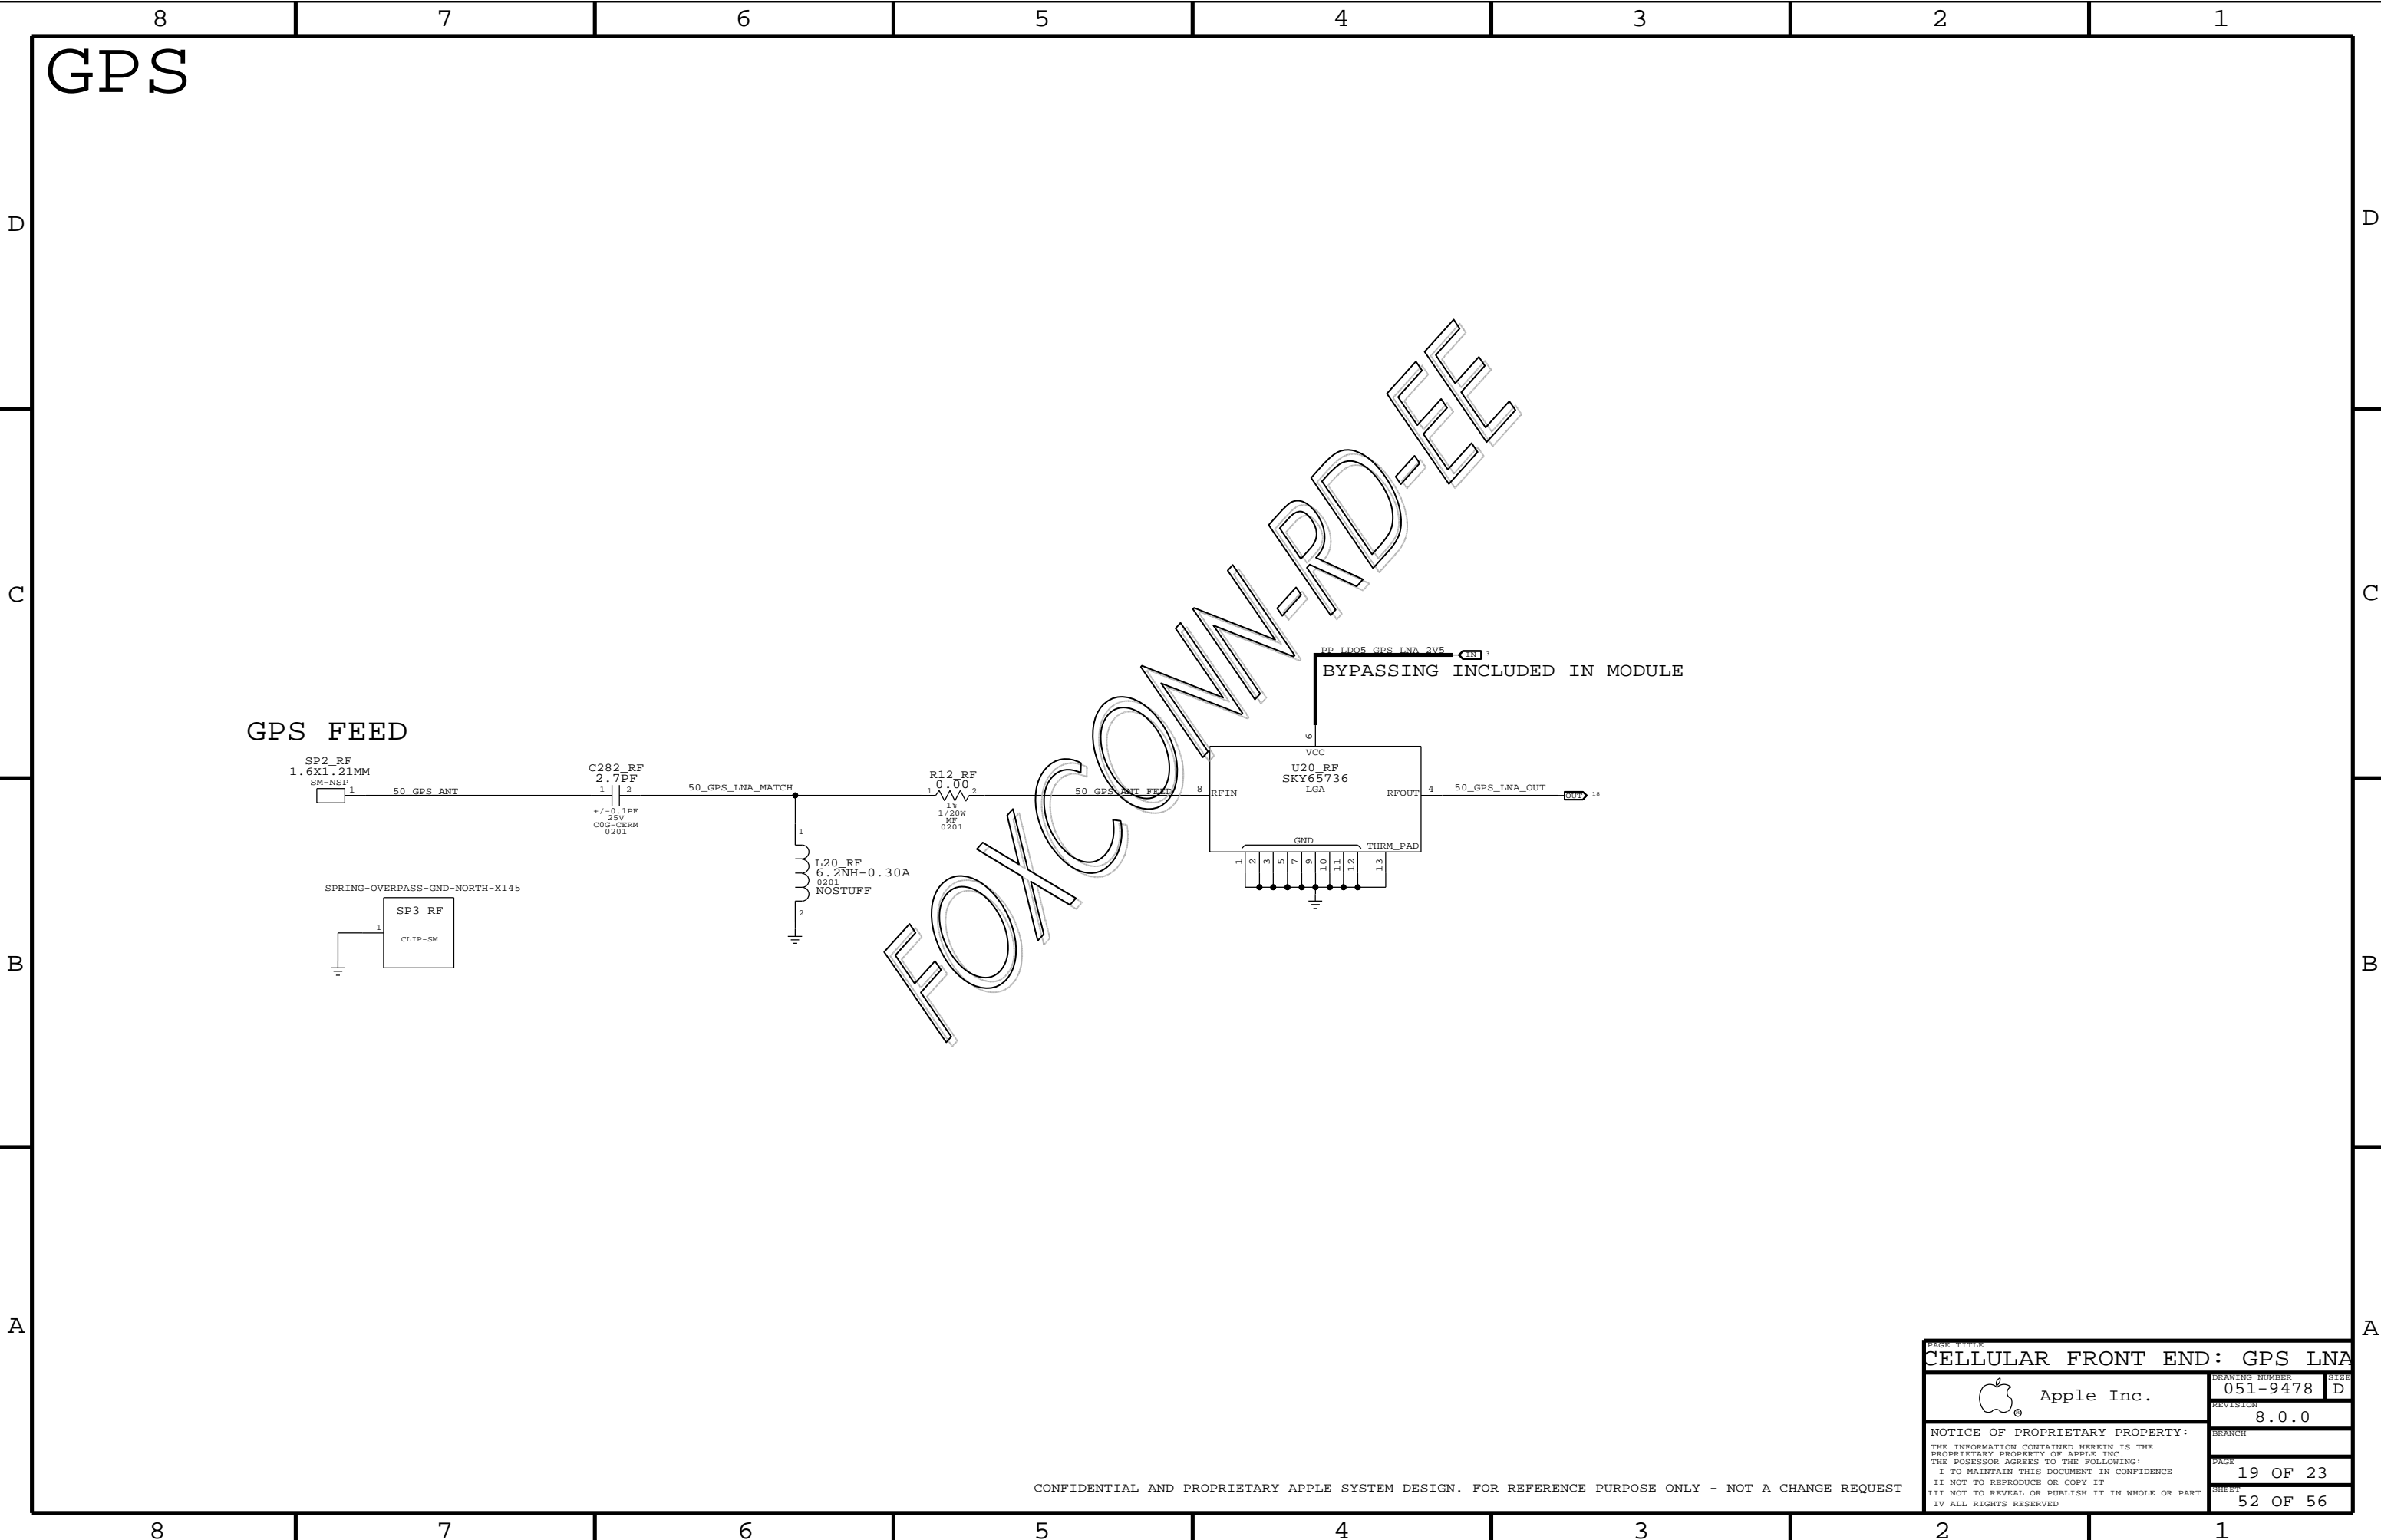 8 7 6 5 4 3 2 1
GPS
D D
C C
PP_LDO5_GPS_LNA_2V5 IN 3
BYPASSING INCLUDED IN MODULE
GPS FEED
SP2_RF
1.6X1.21MM
SM-NSP
1
50_GPS_ANT
C282_RF
2.7PF
1 2
+/-0.1PF
25V
C0G-CERM
0201
50_GPS_LNA_MATCH
R12_RF
0.00
1 2
1%
1/20W
MF
0201
50_GPS_ANT_FEED
6
VCC
U20_RF
SKY65736
LGA
8 RFIN
RFOUT 4
50_GPS_LNA_OUT
OUT 18
GND
THRM_PAD
1 2 3 5 7 9 10 11 12 13
1
L20_RF
6.2NH-0.30A
0201
NOSTUFF
2
SPRING-OVERPASS-GND-NORTH-X145
SP3_RF
1
CLIP-SM
FOXCONN-RD-EE
B B
A A
PAGE TITLE
CELLULAR FRONT END: GPS LNA
Apple Inc.
®
DRAWING NUMBER
051-9478
SIZE
D
REVISION
8.0.0
NOTICE OF PROPRIETARY PROPERTY:
THE INFORMATION CONTAINED HEREIN IS THE
PROPRIETARY PROPERTY OF APPLE INC.
THE POSESSOR AGREES TO THE FOLLOWING:
I TO MAINTAIN THIS DOCUMENT IN CONFIDENCE
II NOT TO REPRODUCE OR COPY IT
III NOT TO REVEAL OR PUBLISH IT IN WHOLE OR PART
IV ALL RIGHTS RESERVED
BRANCH
PAGE
19 OF 23
SHEET
52 OF 56
CONFIDENTIAL AND PROPRIETARY APPLE SYSTEM DESIGN. FOR REFERENCE PURPOSE ONLY - NOT A CHANGE REQUEST
8 7 6 5 4 3 2 1